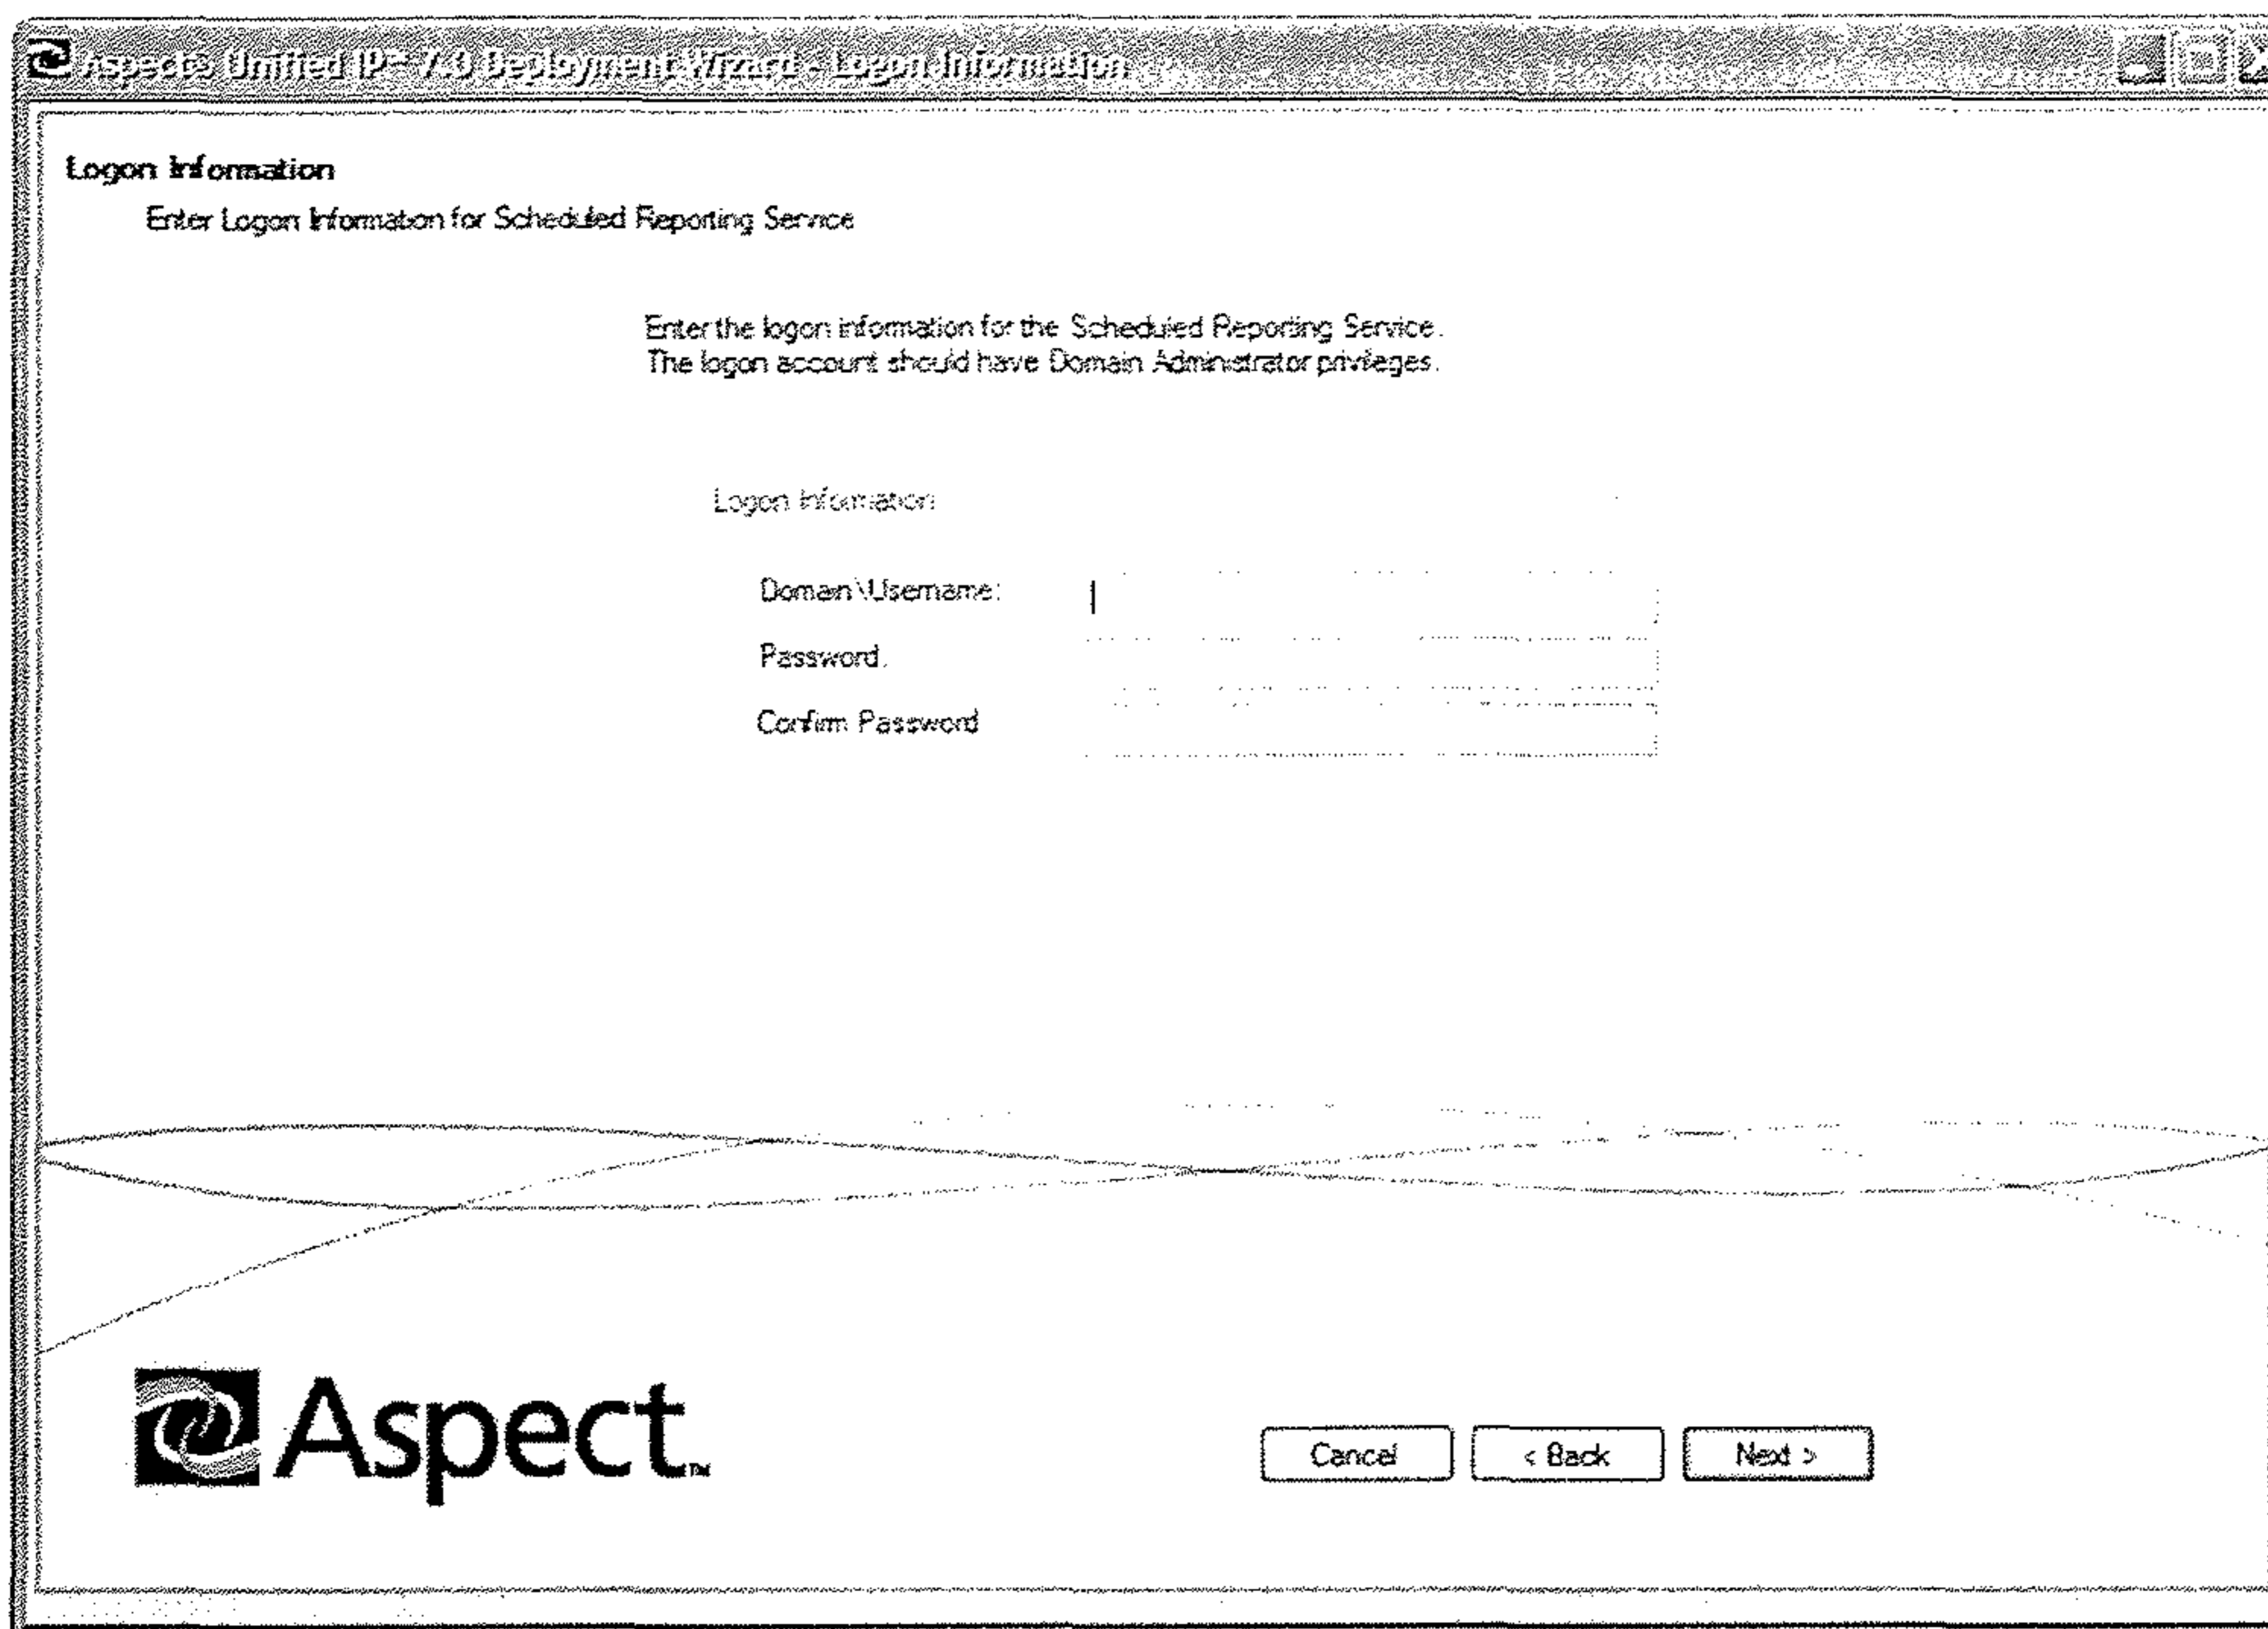 Aspect® Unified IP® 7.0 Deployment Wizard - Logon Information
Logon Information
Enter Logon Information for Scheduled Reporting Service
Enter the logon information for the Scheduled Reporting Service.
The logon account should have Domain Administrator privileges.
Logon Information
Domain\Username:
Password:
Confirm Password
Aspect™
Cancel
< Back
Next >